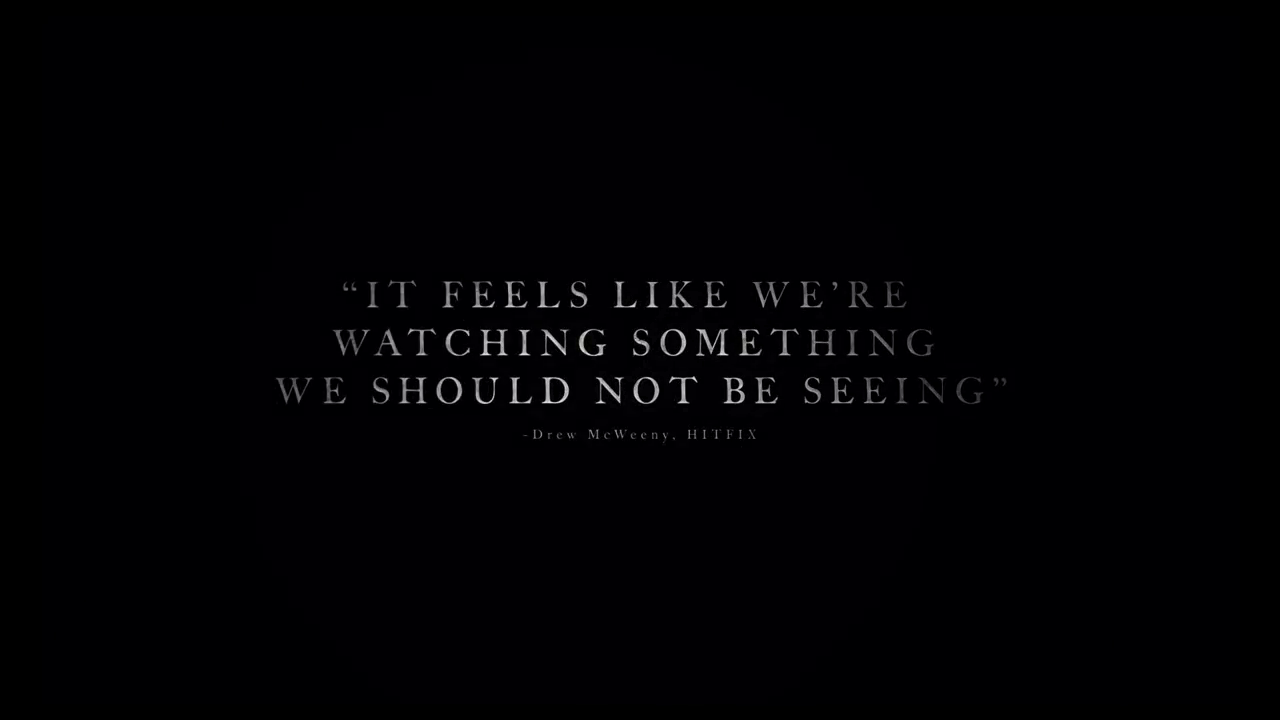 “IT FEELS LIKE WE’RE
WATCHING SOMETHING
WE SHOULD NOT BE SEEING”
-Drew McWeeny, HITFIX